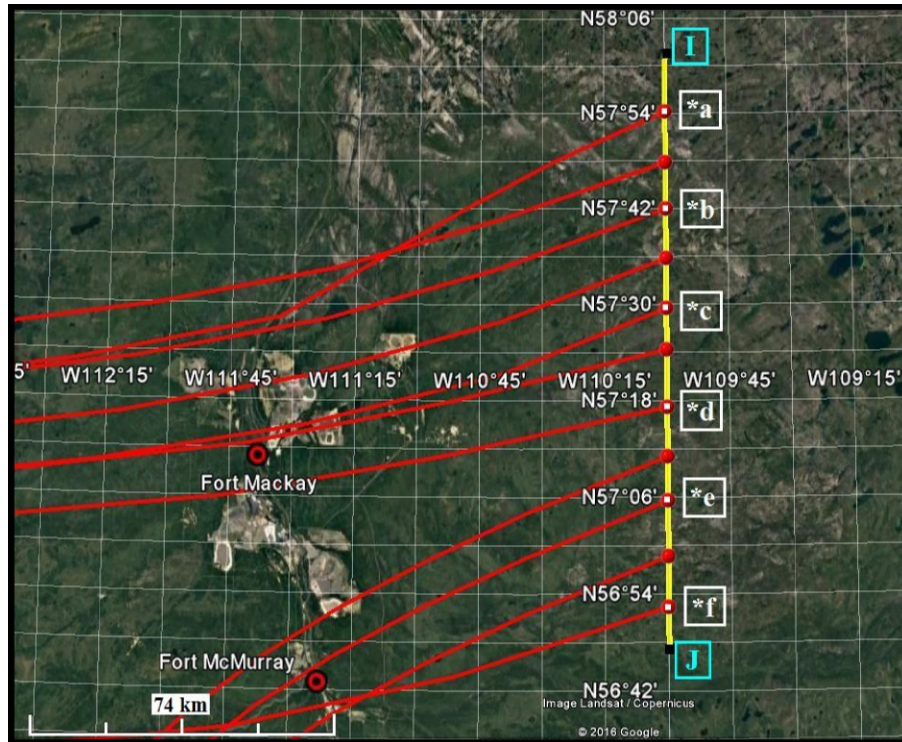 N58°06'
I
N57°54'
*a
N57°42'
*b
N57°30'
*c
5'
W112°15'
W111°45'
W111°15'
W110°45'
W110°15'
W109°45'
W109°15'
N57°18'
*d
Fort Mackay
N57°06'
*e
N56°54'
*f
Fort McMurray
J
N56°42'
74 km
Image Landsat / Copernicus
© 2016 Google